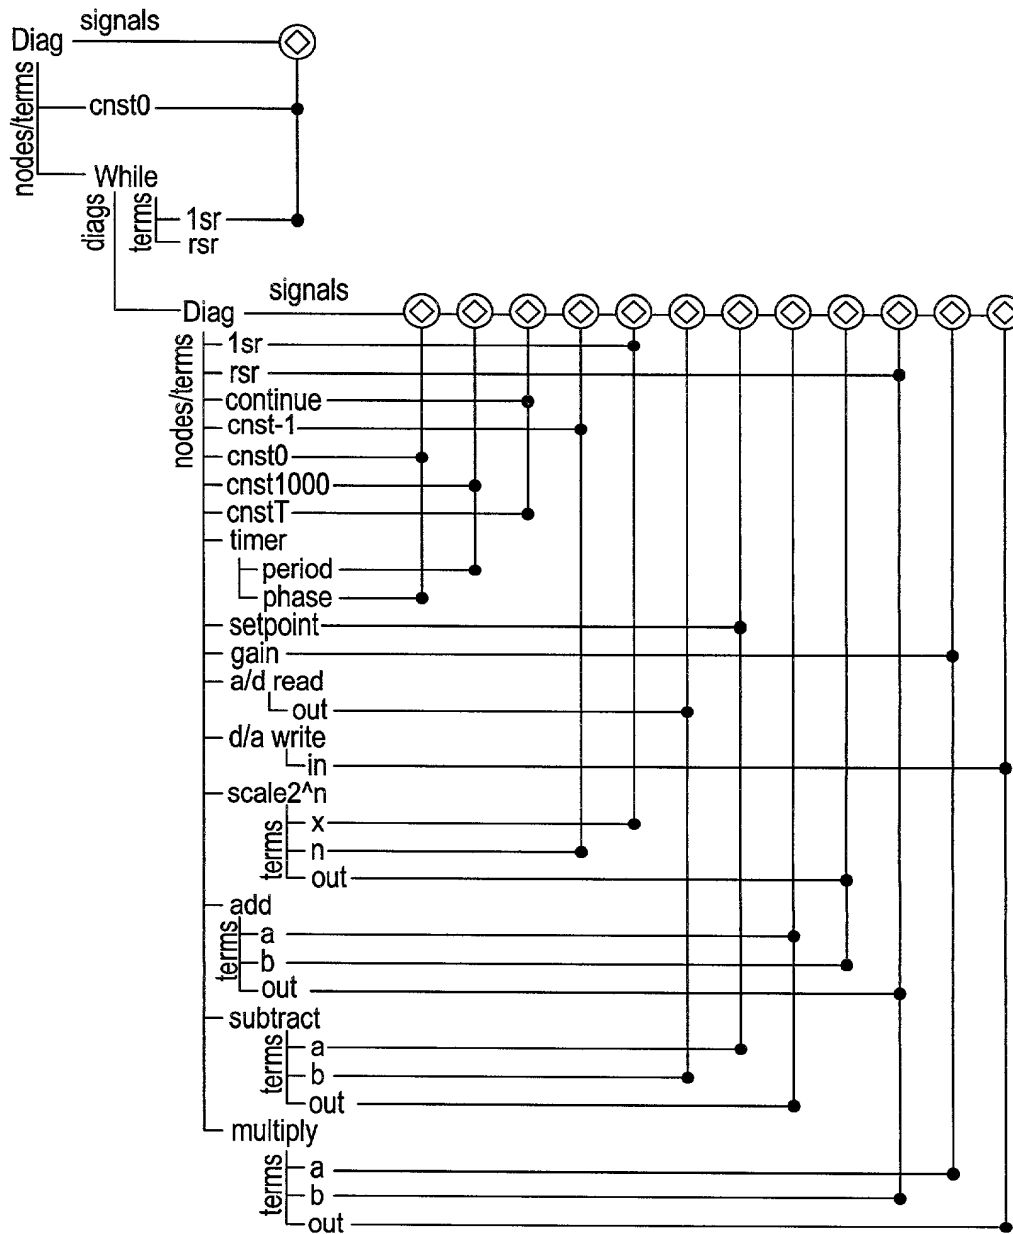 signals
Diag
nodes/terms
cnst0
While
diags
terms
1sr
rsr
signals
Diag
nodes/terms
1sr
rsr
continue
cnst-1
cnst0
cnst1000
cnstT
timer
period
phase
setpoint
gain
a/d read
out
d/a write
in
scale2^n
terms
x
n
out
add
terms
a
b
out
subtract
terms
a
b
out
multiply
terms
a
b
out